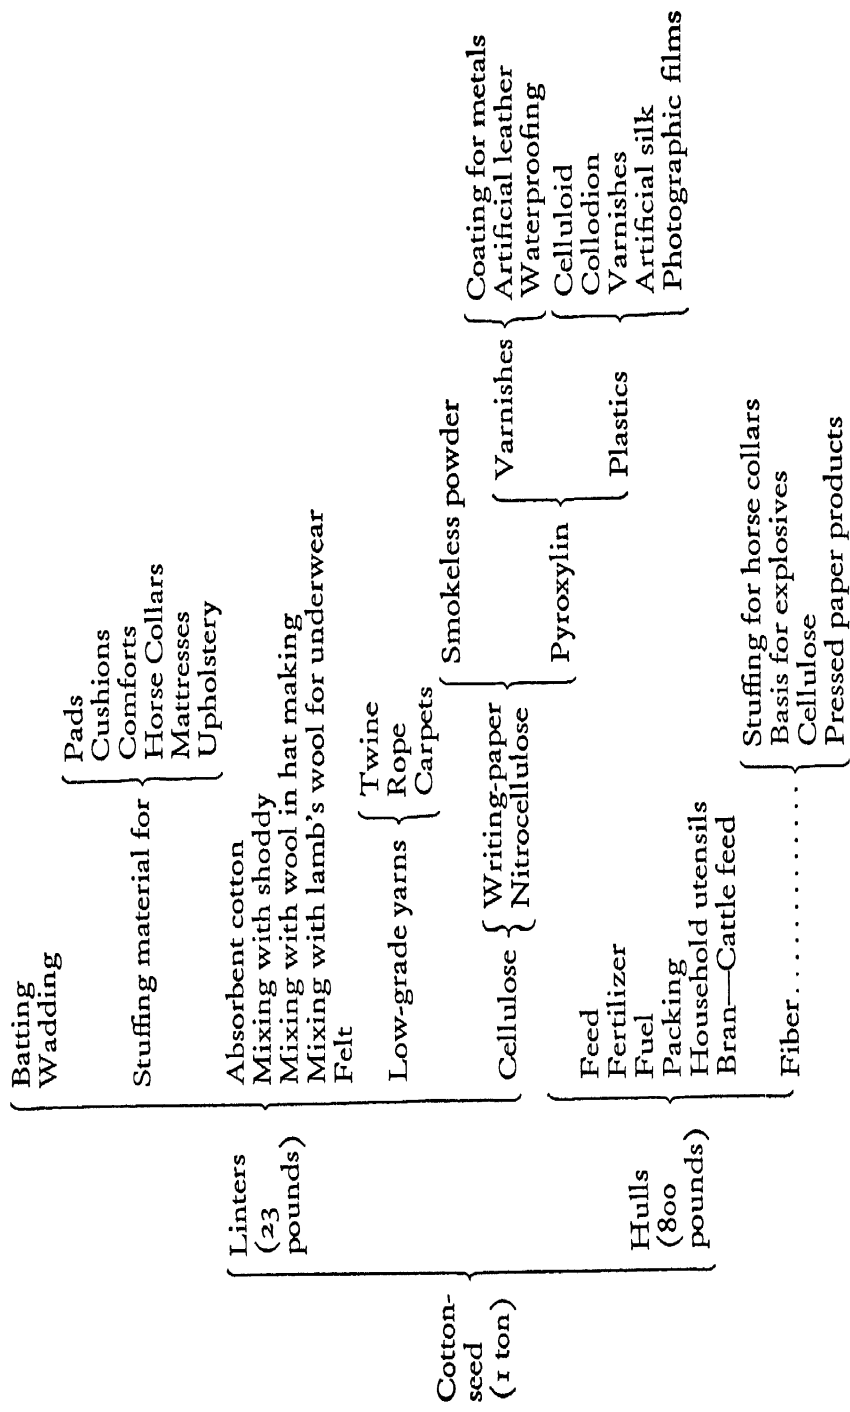 Cotton-
seed
(1 ton)
Linters
(23
pounds)
Batting
Wadding
Stuffing material for
Pads
Cushions
Comforts
Horse Collars
Mattresses
Upholstery
Absorbent cotton
Mixing with shoddy
Mixing with wool in hat making
Mixing with lamb's wool for underwear
Felt
Low-grade yarns
Twine
Rope
Carpets
Cellulose
Writing-paper
Nitrocellulose
Smokeless powder
Pyroxylin
Varnishes
Coating for metals
Artificial leather
Waterproofing
Plastics
Celluloid
Collodion
Varnishes
Artificial silk
Photographic films
Hulls
(800
pounds)
Feed
Fertilizer
Fuel
Packing
Household utensils
Bran—Cattle feed
Fiber..............
Stuffing for horse collars
Basis for explosives
Cellulose
Pressed paper products